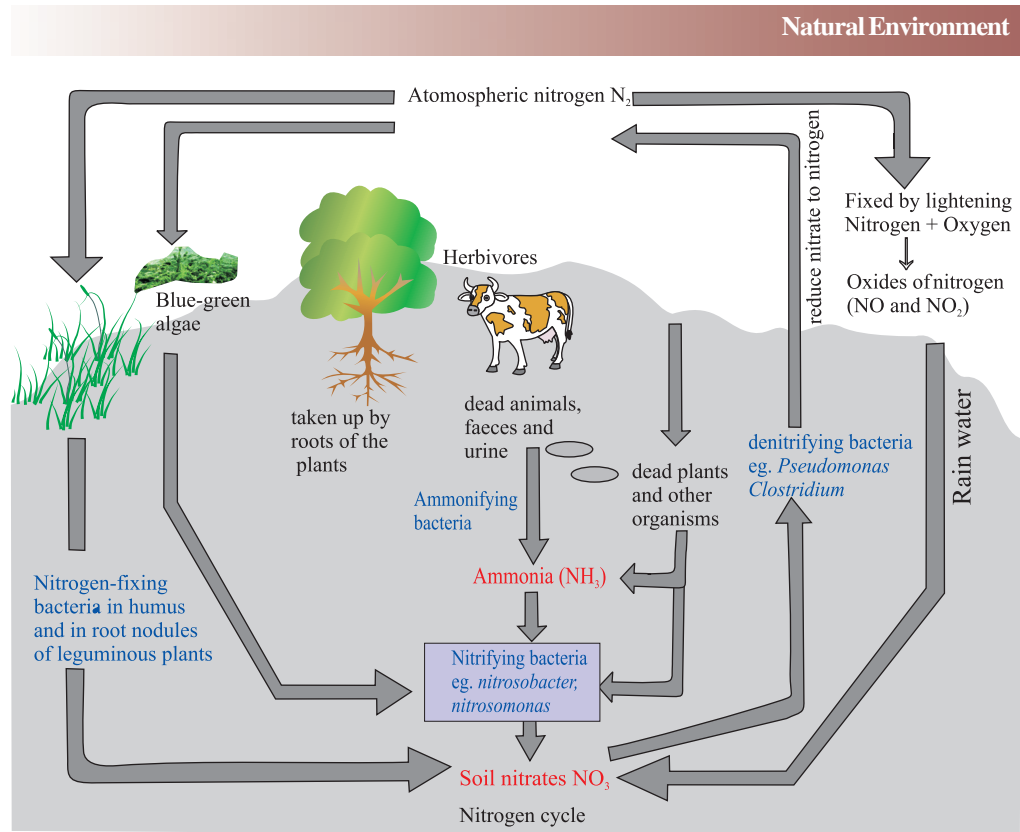 Natural Environment
Atomospheric nitrogen N₂
reduce nitrate to nitrogen
Fixed by lightening
Nitrogen + Oxygen
Oxides of nitrogen
(NO and NO₂)
Herbivores
Blue-green
algae
taken up by
roots of the
plants
dead animals,
faeces and
urine
Ammonifying
bacteria
dead plants
and other
organisms
denitrifying bacteria
eg. Pseudomonas
Clostridium
Rain water
Ammonia (NH₃)
Nitrogen-fixing
bacteria in humus
and in root nodules
of leguminous plants
Nitrifying bacteria
eg. nitrosobacter,
nitrosomonas
Soil nitrates NO₃
Nitrogen cycle